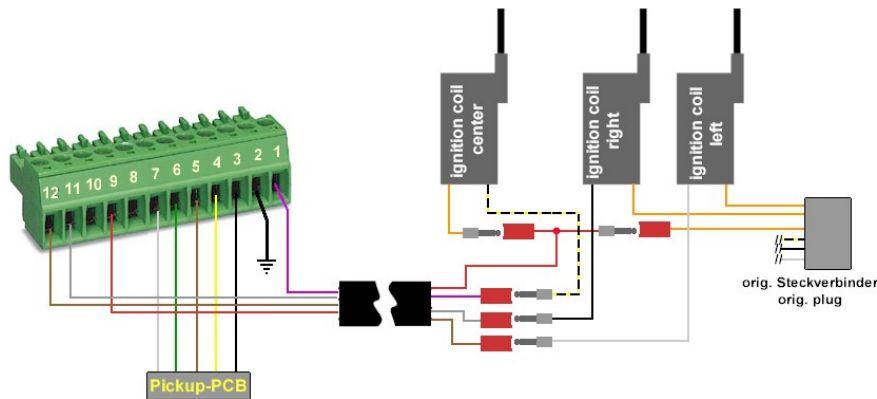 12 11 10 9 8 7 6 5 4 3 2 1
ignition coil
center
ignition coil
right
ignition coil
left
orig. Steckverbinder
orig. plug
Pickup-PCB